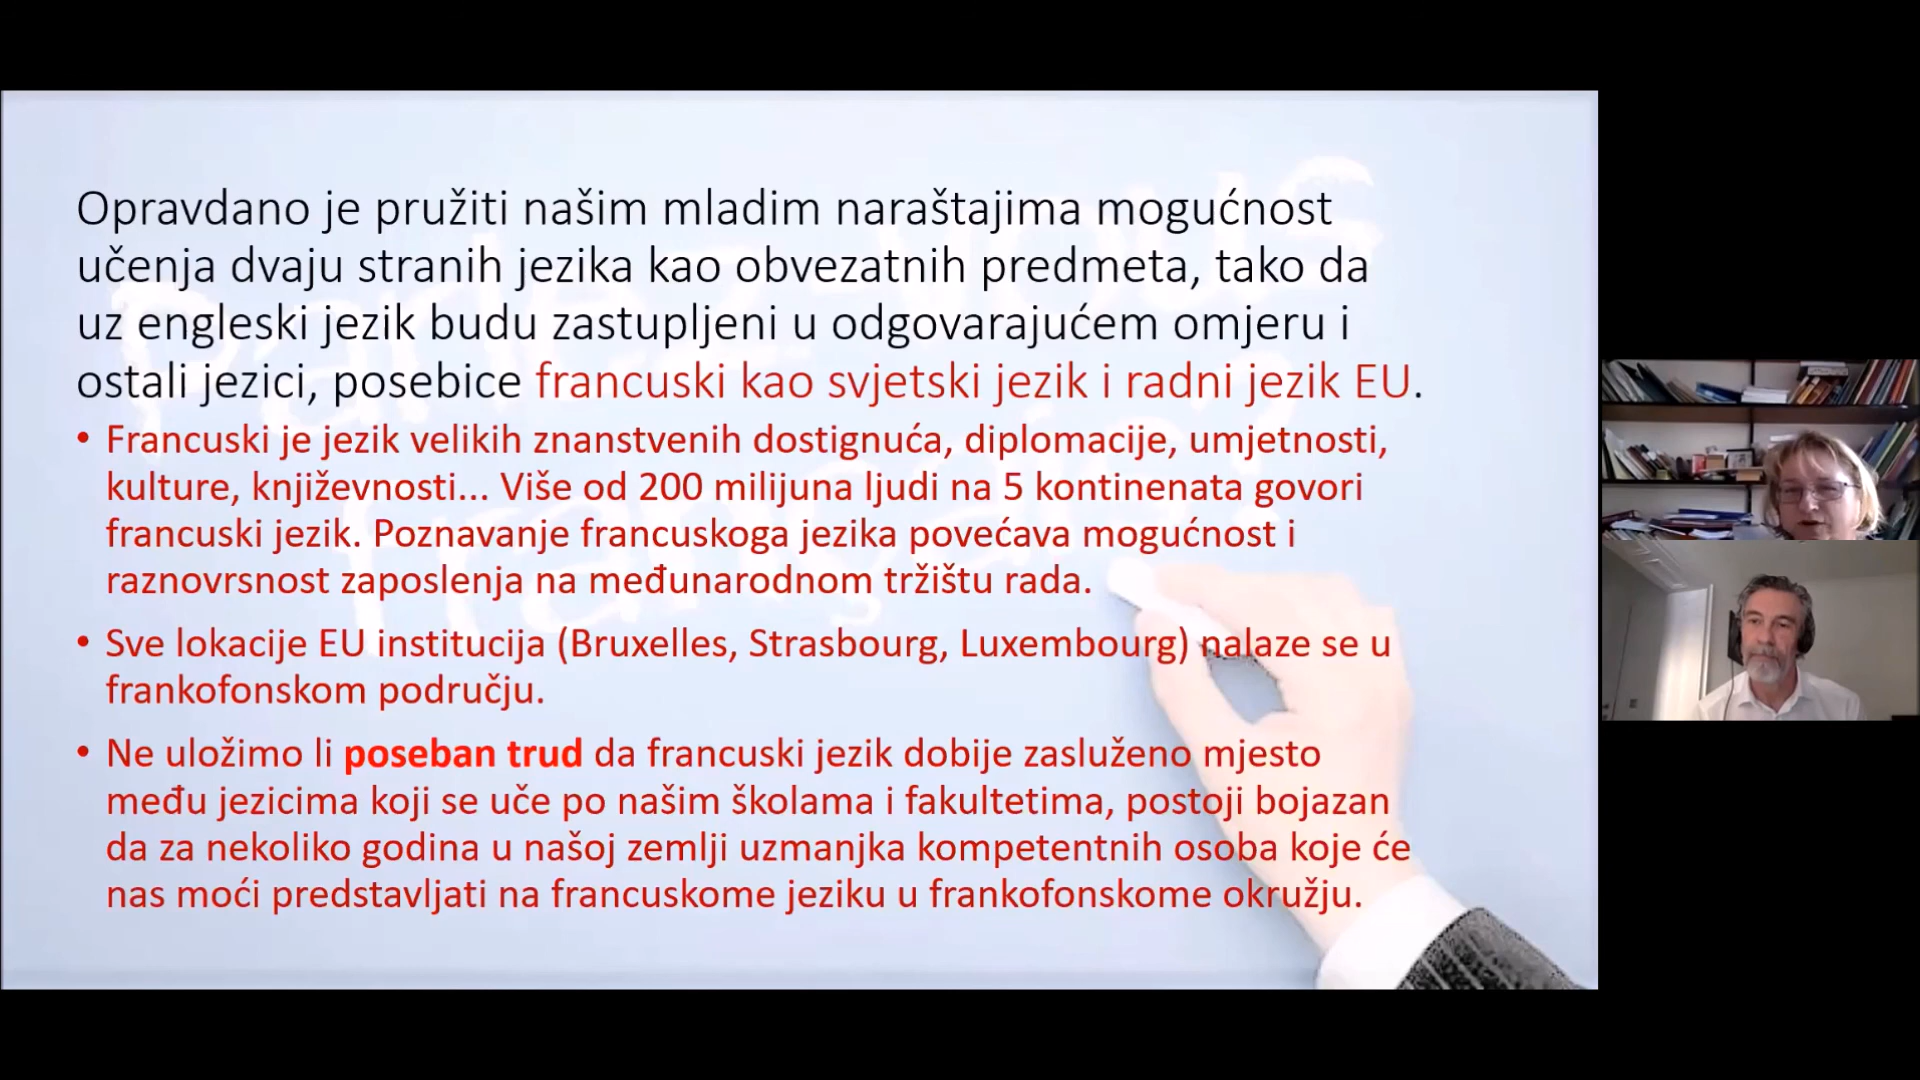 Opravdano je pružiti našim mladim naraštajima mogućnost
učenja dvaju stranih jezika kao obvezatnih predmeta, tako da
uz engleski jezik budu zastupljeni u odgovarajućem omjeru i
ostali jezici, posebice francuski kao svjetski jezik i radni jezik EU.
• Francuski je jezik velikih znanstvenih dostignuća, diplomacije, umjetnosti,
kulture, književnosti... Više od 200 milijuna ljudi na 5 kontinenata govori
francuski jezik. Poznavanje francuskoga jezika povećava mogućnost i
raznovrsnost zaposlenja na međunarodnom tržištu rada.
• Sve lokacije EU institucija (Bruxelles, Strasbourg, Luxembourg) nalaze se u
frankofonskom području.
• Ne uložimo li poseban trud da francuski jezik dobije zasluženo mjesto
među jezicima koji se uče po našim školama i fakultetima, postoji bojazan
da za nekoliko godina u našoj zemlji uzmanjka kompetentnih osoba koje će
nas moći predstavljati na francuskome jeziku u frankofonskome okružju.